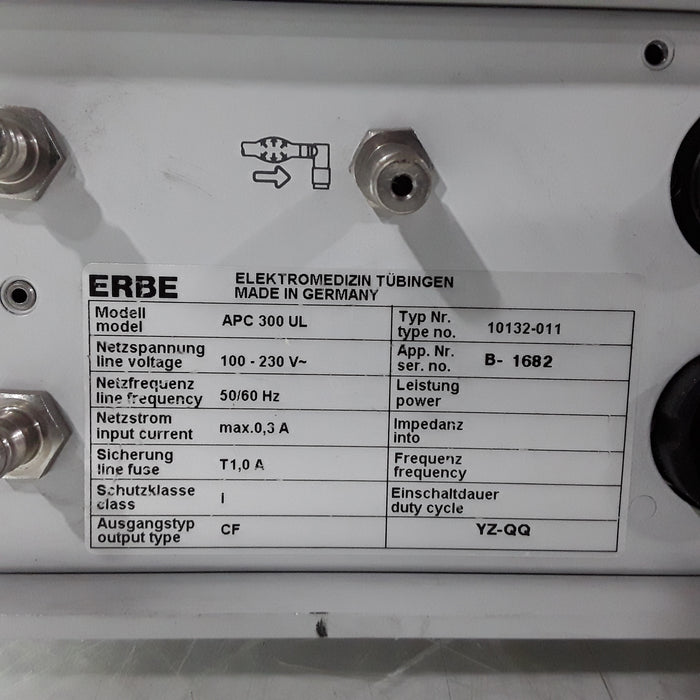 ERBE
ELEKTROMEDIZIN TÜBINGEN
MADE IN GERMANY
Modell
model
APC 300 UL
Typ Nr.
type no.
10132-011
Netzspannung
line voltage
100 - 230 V~
App. Nr.
ser. no.
B- 1682
Netzfrequenz
line frequency
50/60 Hz
Leistung
power
Netzstrom
input current
max.0,3 A
Impedanz
into
Sicherung
line fuse
T1,0 A
Frequenz
frequency
Schutzklasse
class
I
Einschaltdauer
duty cycle
Ausgangstyp
output type
CF
YZ-QQ